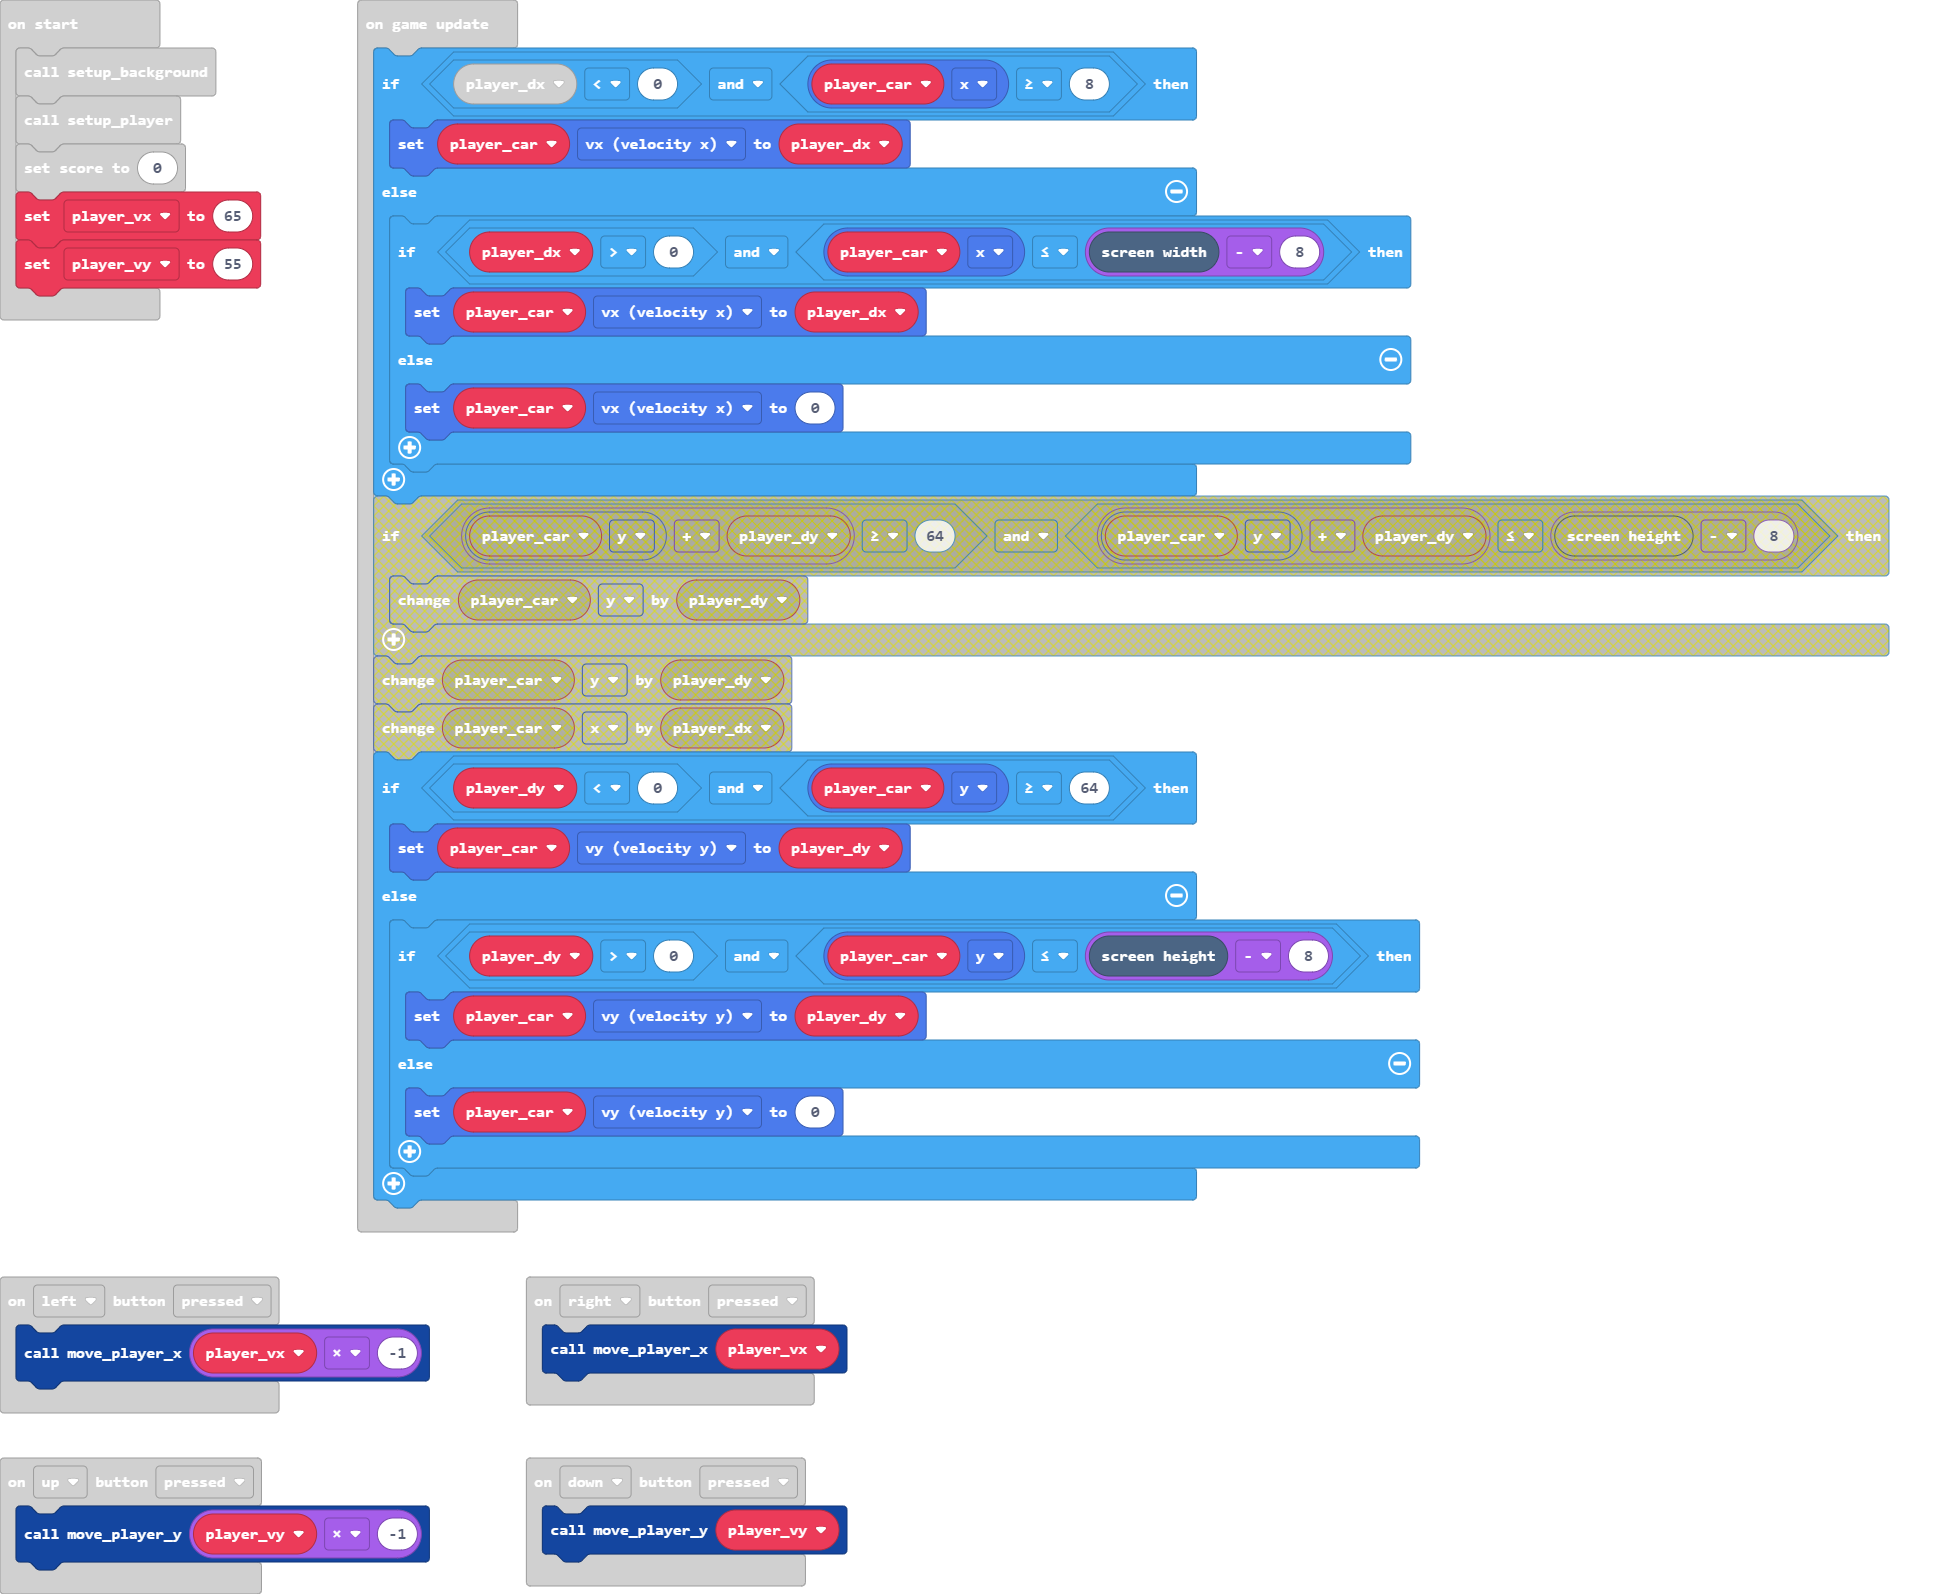 on start
call setup_background
call setup_player
set score to 0
set player_vx to 65
set player_vy to 55
on game update
if player_dx < 0 and player_car x ≥ 8 then
set player_car vx (velocity x) to player_dx
else
if player_dx > 0 and player_car x ≤ screen width - 8 then
set player_car vx (velocity x) to player_dx
else
set player_car vx (velocity x) to 0
if player_car y + player_dy ≥ 64 and player_car y + player_dy ≤ screen height - 8 then
change player_car y by player_dy
change player_car y by player_dy
change player_car x by player_dx
if player_dy < 0 and player_car y ≥ 64 then
set player_car vy (velocity y) to player_dy
else
if player_dy > 0 and player_car y ≤ screen height - 8 then
set player_car vy (velocity y) to player_dy
else
set player_car vy (velocity y) to 0
on left button pressed
call move_player_x player_vx × -1
on right button pressed
call move_player_x player_vx
on up button pressed
call move_player_y player_vy × -1
on down button pressed
call move_player_y player_vy